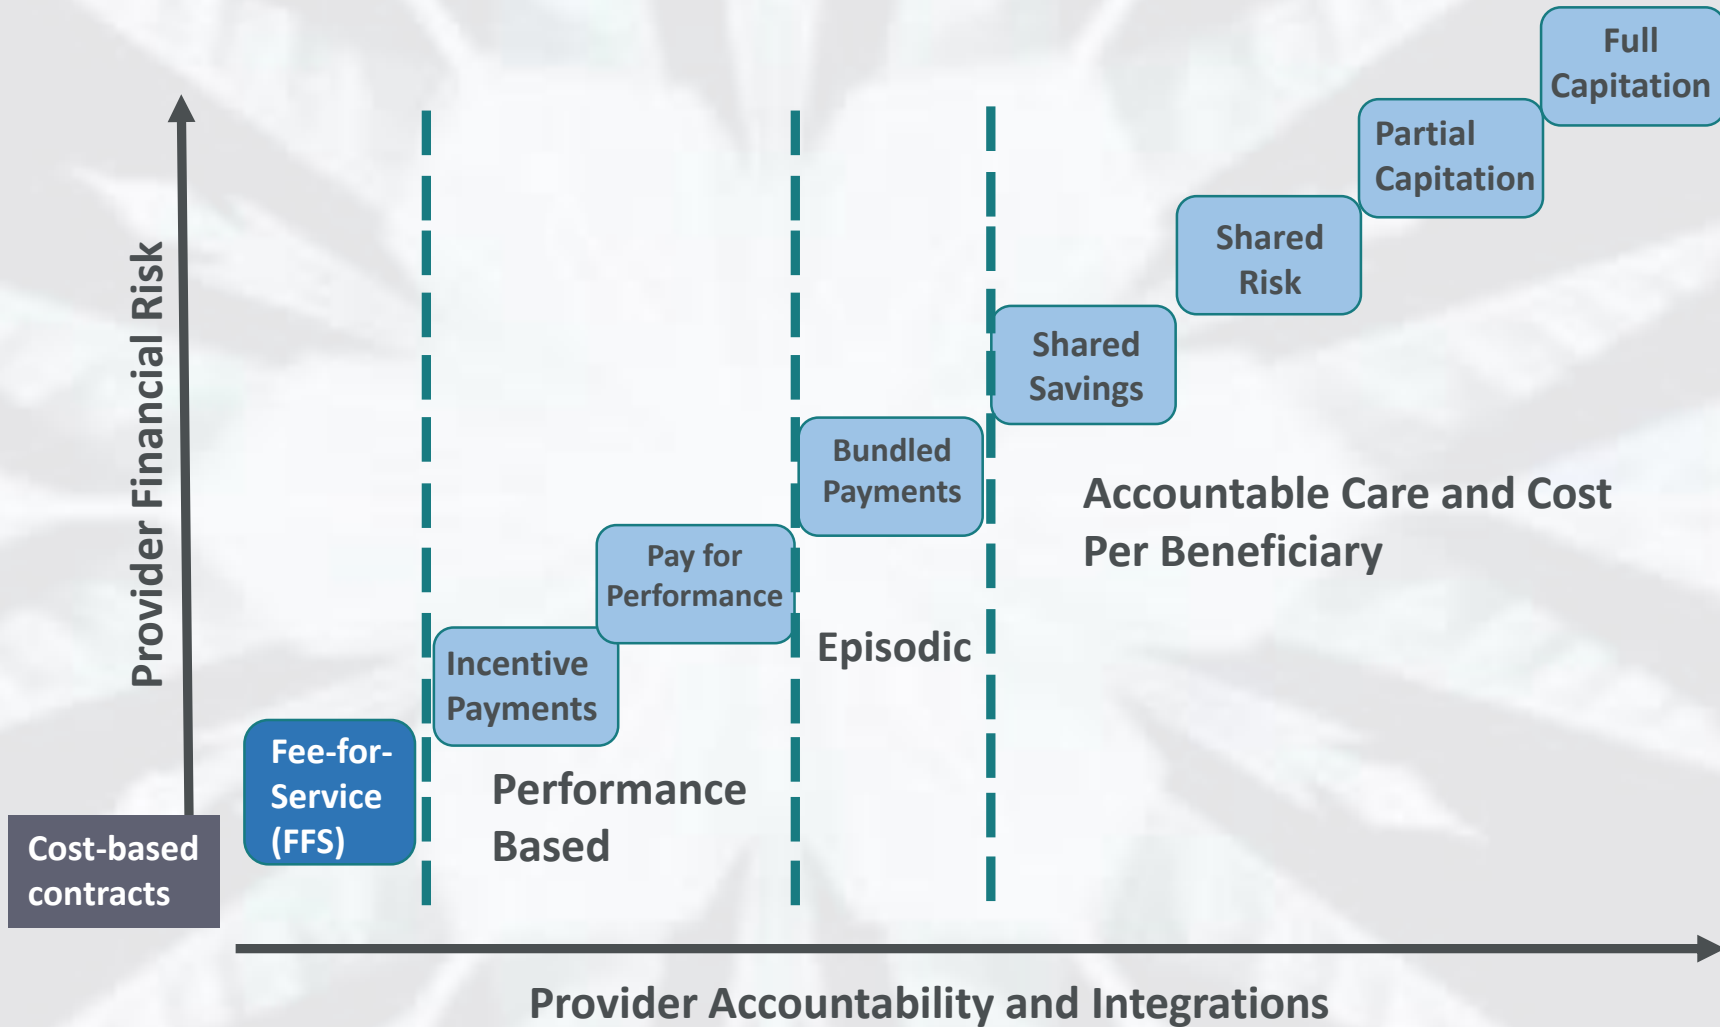 Full
Capitation
Partial
Capitation
Shared
Risk
Shared
Savings
Bundled
Payments
Accountable Care and Cost
Per Beneficiary
Pay for
Performance
Episodic
Incentive
Payments
Performance
Based
Fee-for-
Service
(FFS)
Cost-based
contracts
Provider Financial Risk
Provider Accountability and Integrations